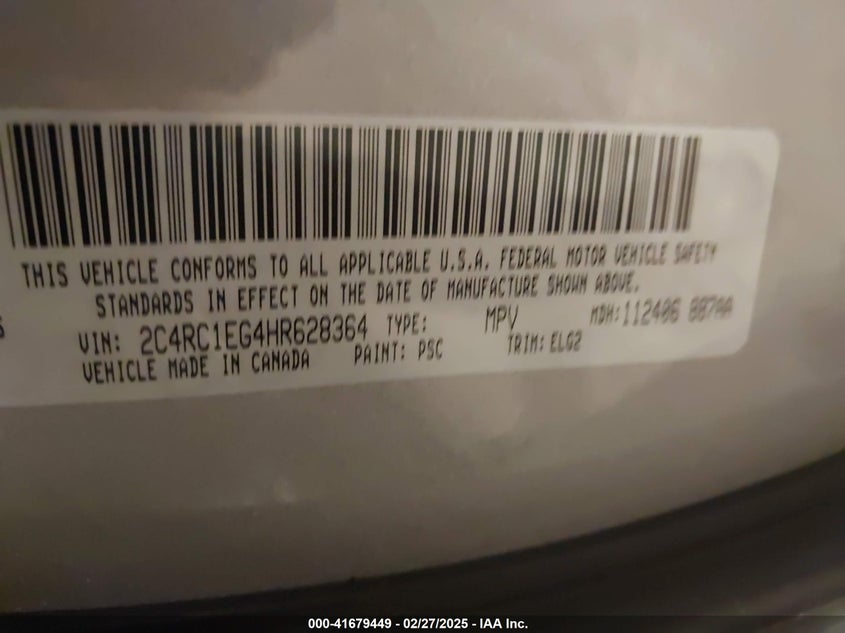 THIS VEHICLE CONFORMS TO ALL APPLICABLE U.S.A. FEDERAL MOTOR VEHICLE SAFETY
STANDARDS IN EFFECT ON THE DATE OF MANUFACTURE SHOWN ABOVE.
VIN: 2C4RC1EG4HR628364 TYPE: MPV MDH: 112406 887AA
VEHICLE MADE IN CANADA PAINT: PSC TRIM: ELG2
000-41679449 - 02/27/2025 - IAA Inc.